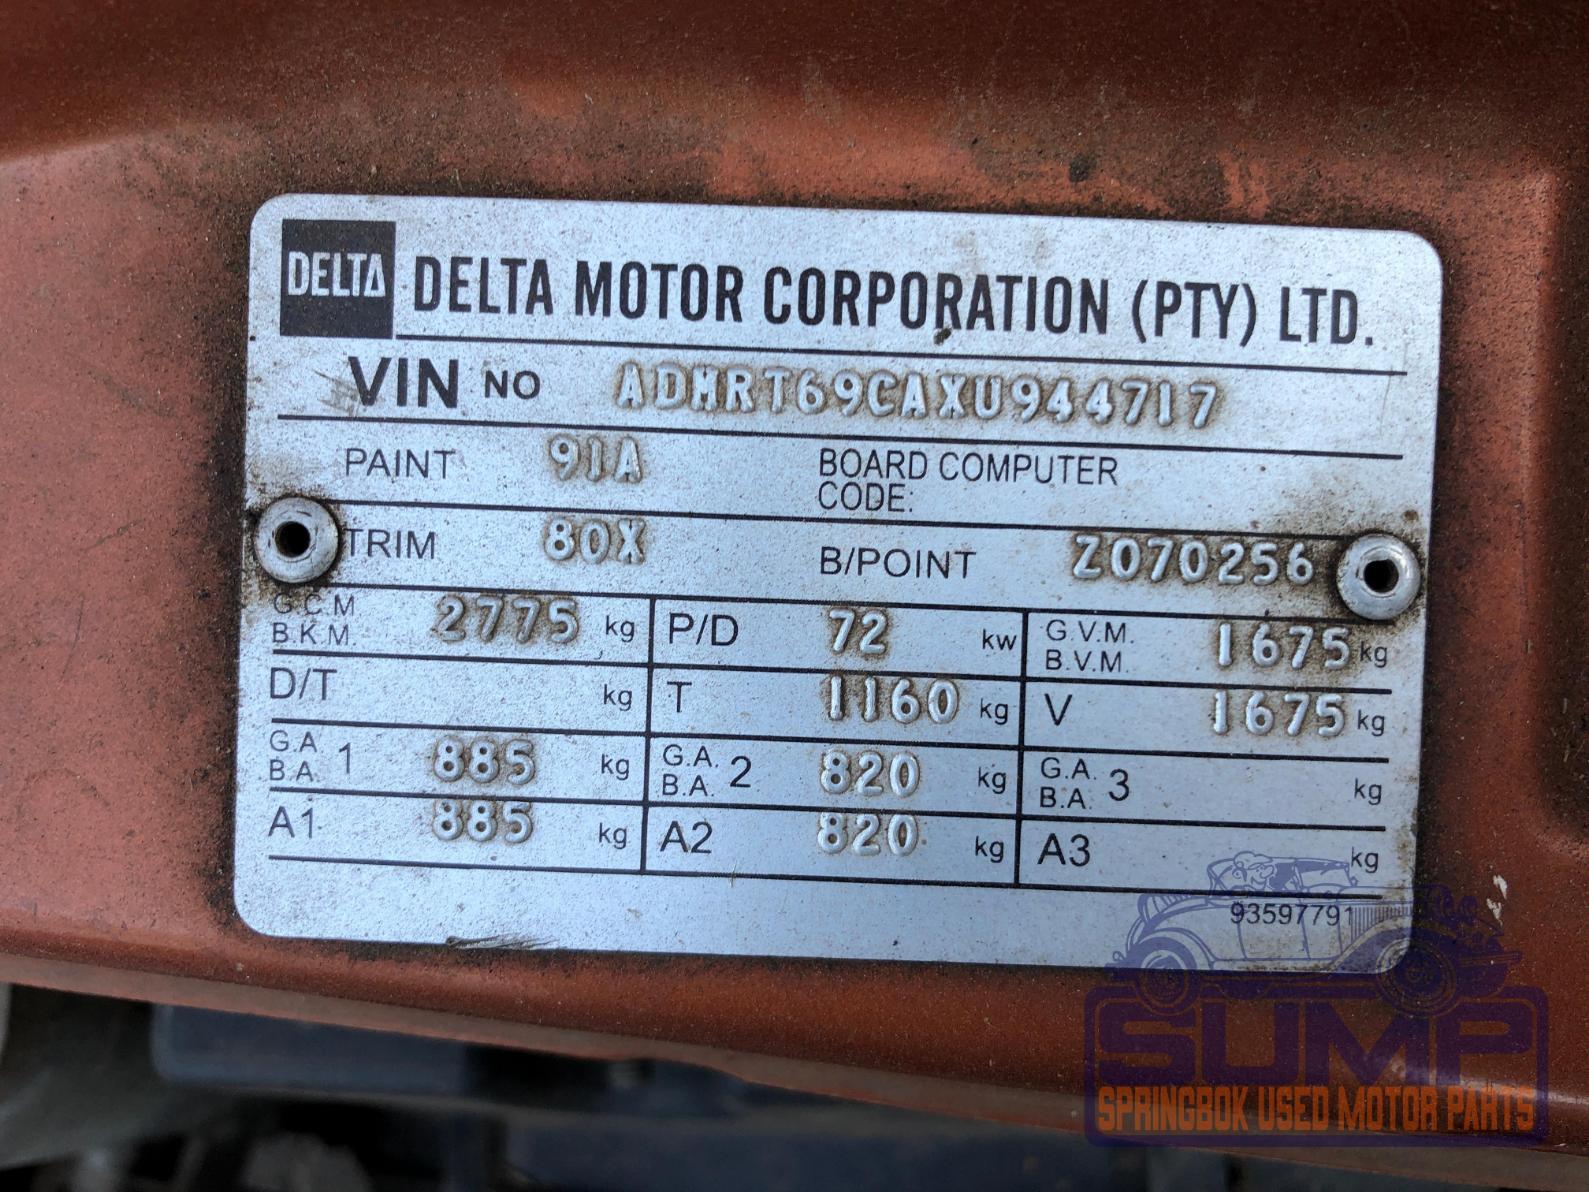 DELTA DELTA MOTOR CORPORATION (PTY) LTD.
VIN NO ADMRT69CAXU944717
PAINT 91A BOARD COMPUTER
CODE:
TRIM 80X B/POINT Z070256
G.C.M. 2775 kg P/D 72 kw G.V.M. 1675 kg
B.K.M. B.V.M.
D/T kg T 1160 kg V 1675 kg
G.A. 1 885 kg G.A. 2 820 kg G.A. 3 kg
B.A. B.A. B.A.
A1 885 kg A2 820 kg A3 kg
93597791
SUMP
SPRINGBOK USED MOTOR PARTS